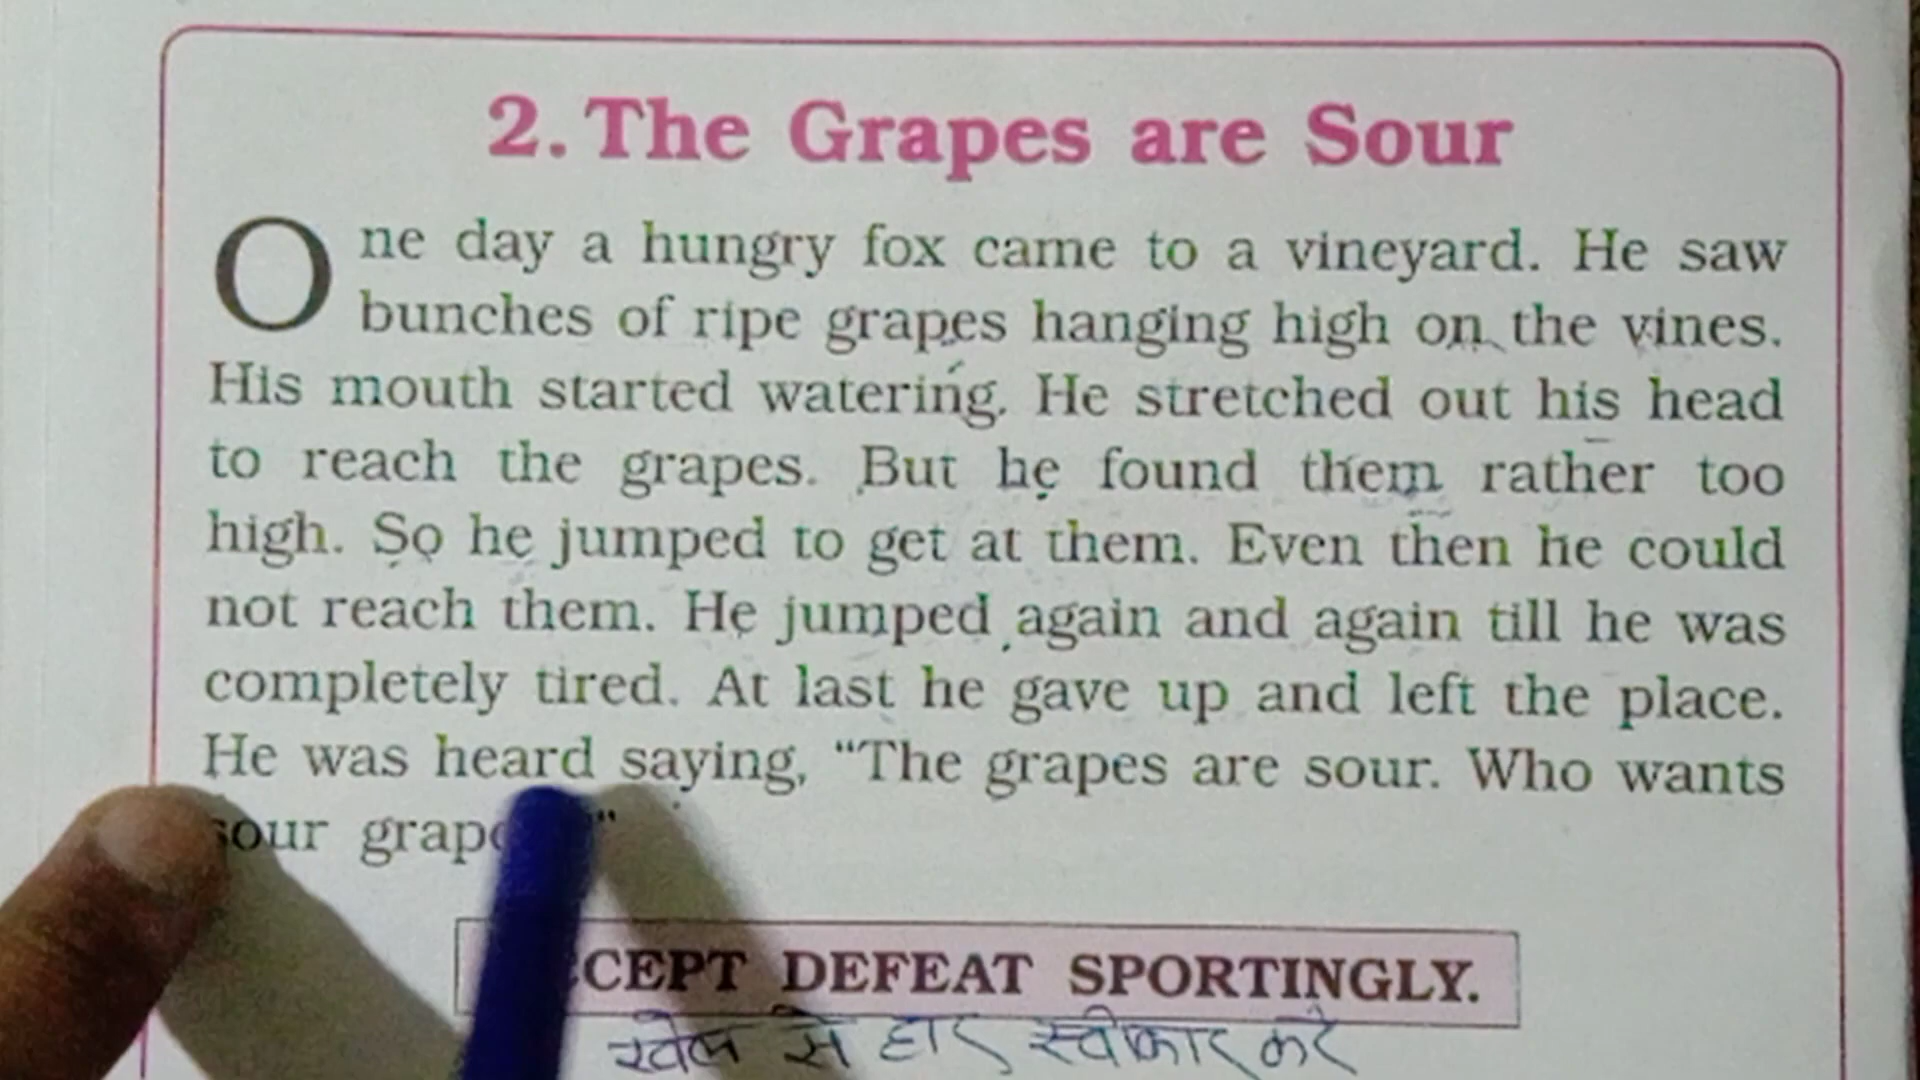 2. The Grapes are Sour
One day a hungry fox came to a vineyard. He saw
bunches of ripe grapes hanging high on the vines.
His mouth started watering. He stretched out his head
to reach the grapes. But he found them rather too
high. So he jumped to get at them. Even then he could
not reach them. He jumped again and again till he was
completely tired. At last he gave up and left the place.
He was heard saying, “The grapes are sour. Who wants
sour
DEFEAT SPORTINGLY.
खेल से हार स्वीकार करें